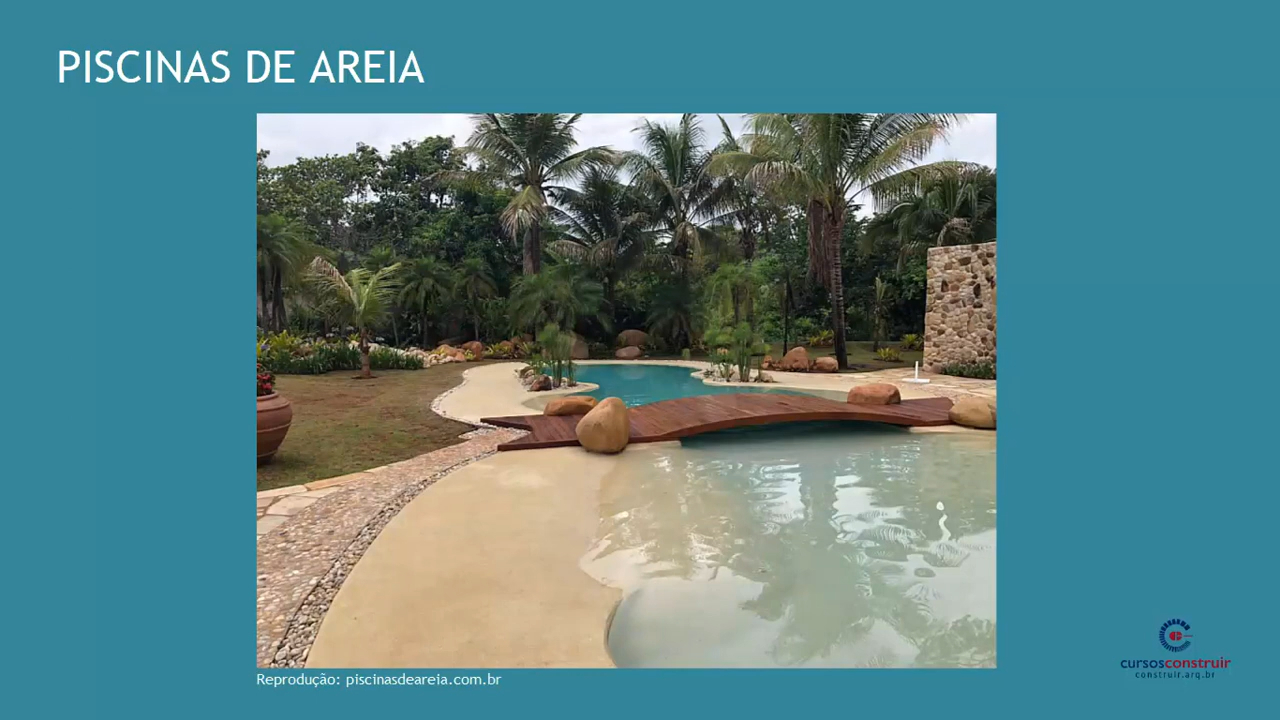 PISCINAS DE AREIA
Reprodução: piscinasdeareia.com.br
cursosconstruir
construir.arq.br